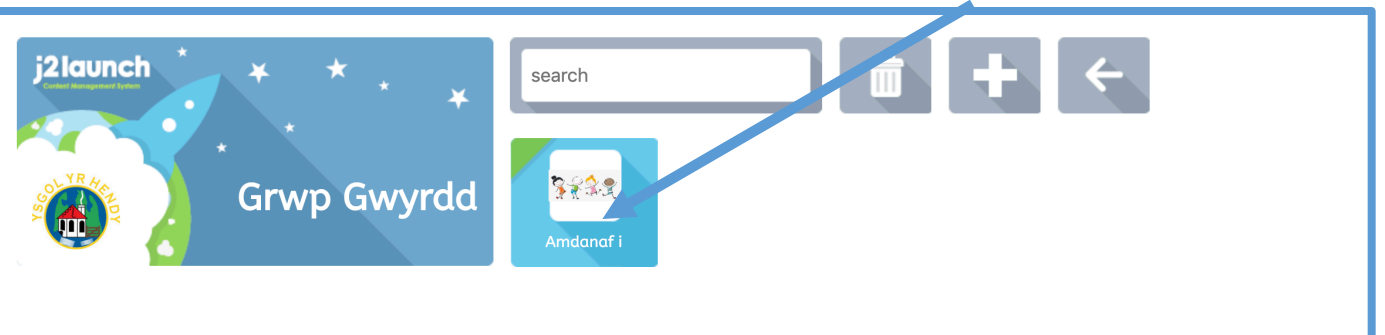 j2launch
Content Management System
search
YSGOL YR HENDY
Grwp Gwyrdd
Amdanaf i